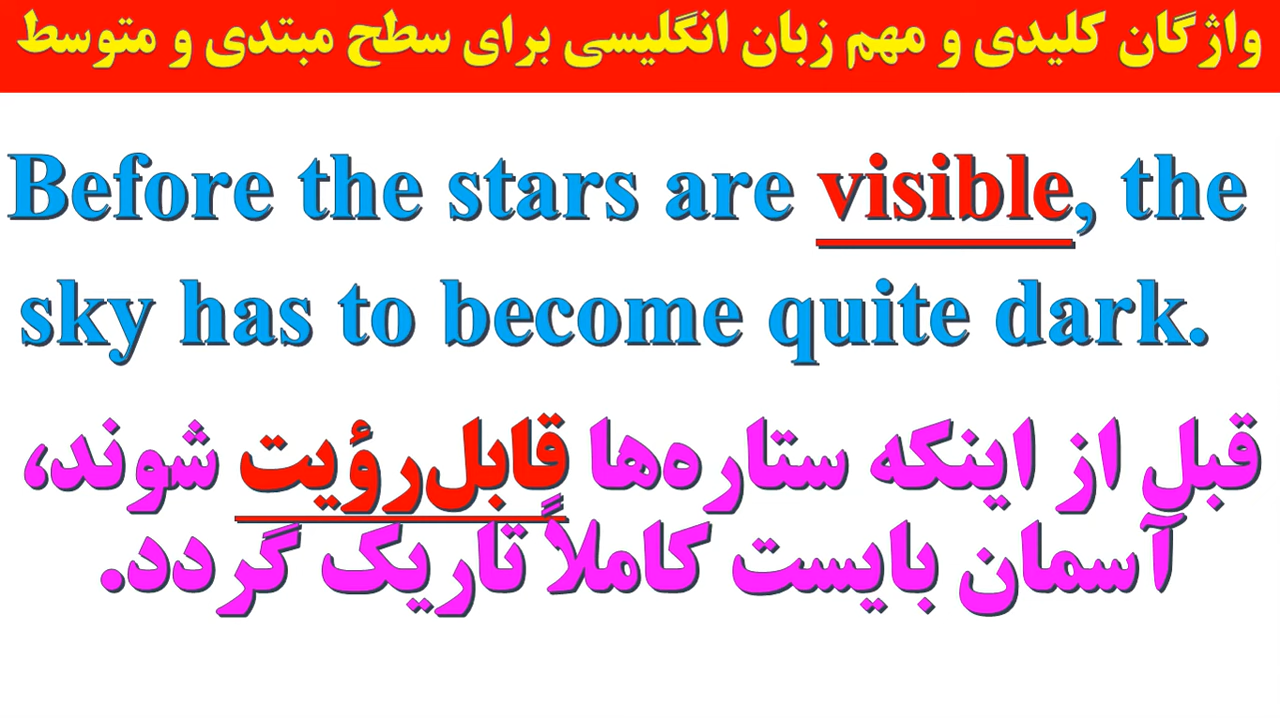 واژگان کلیدی و مهم زبان انگلیسی برای سطح مبتدی و متوسط
Before the stars are visible, the
sky has to become quite dark.
قبل از اینکه ستاره‌ها قابل‌رؤیت شوند،
آسمان بایست کاملاً تاریک گردد.